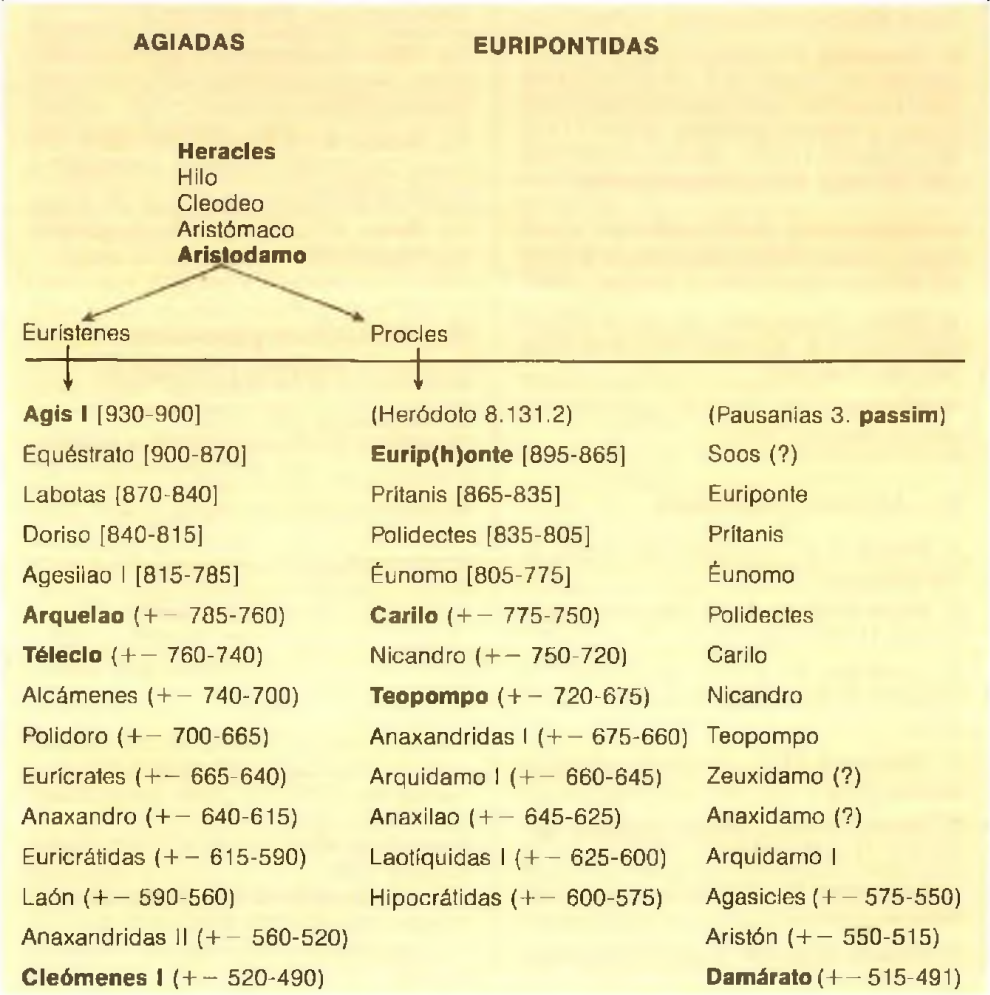 AGIADAS EURIPONTIDAS
Heracles
Hilo
Cleodeo
Aristómaco
Aristodamo
Eurístenes Procles
Agis I [930-900] (Heródoto 8.131.2) (Pausanias 3. passim)
Equéstrato [900-870] Eurip(h)onte [895-865] Soos (?)
Labotas [870-840] Prítanis [865-835] Euriponte
Doriso [840-815] Polidectes [835-805] Prítanis
Agesilao I [815-785] Éunomo [805-775] Éunomo
Arquelao (+− 785-760) Carilo (+− 775-750) Polidectes
Téleclo (+− 760-740) Nicandro (+− 750-720) Carilo
Alcámenes (+− 740-700) Teopompo (+− 720-675) Nicandro
Polidoro (+− 700-665) Anaxandridas I (+− 675-660) Teopompo
Eurícrates (+− 665-640) Arquidamo I (+− 660-645) Zeuxidamo (?)
Anaxandro (+− 640-615) Anaxilao (+− 645-625) Anaxidamo (?)
Euricrátidas (+− 615-590) Laotíquidas I (+− 625-600) Arquidamo I
Laón (+− 590-560) Hipocrátidas (+− 600-575) Agasicles (+− 575-550)
Anaxandridas II (+− 560-520) Aristón (+− 550-515)
Cleómenes I (+− 520-490) Damárato (+− 515-491)